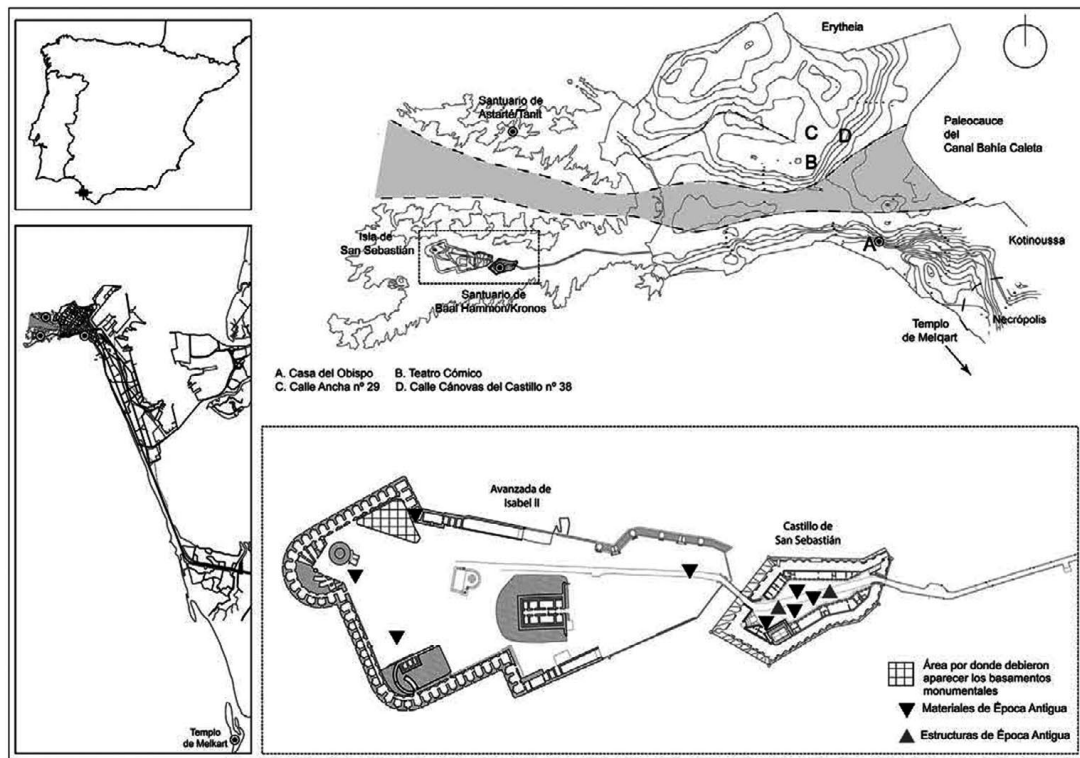 Erytheia
Santuario de
Astarté/Tanit
C
D
B
Paleocauce
del
Canal Bahía Caleta
Isla de
San Sebastián
A
Kotinoussa
Santuario de
Baal Hammon/Kronos
Necrópolis
Templo
de Melqart
A. Casa del Obispo B. Teatro Cómico
C. Calle Ancha nº 29 D. Calle Cánovas del Castillo nº 38
Templo
de Melkart
Avanzada de
Isabel II
Castillo de
San Sebastián
Área por donde debieron
aparecer los basamentos
monumentales
Materiales de Época Antigua
Estructuras de Época Antigua